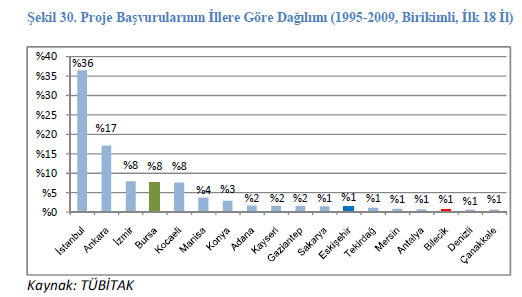 Şekil 30. Proje Başvurularının İllere Göre Dağılımı (1995-2009, Birikimli, İlk 18 İl)
%40
%35
%30
%25
%20
%15
%10
%5
%0
%36
%17
%8
%8
%8
%4
%3
%2
%2
%2
%1
%1
%1
%1
%1
%1
%1
%1
İstanbul
Ankara
İzmir
Bursa
Kocaeli
Manisa
Konya
Adana
Kayseri
Gaziantep
Sakarya
Eskişehir
Tekirdağ
Mersin
Antalya
Bilecik
Denizli
Çanakkale
Kaynak: TÜBİTAK